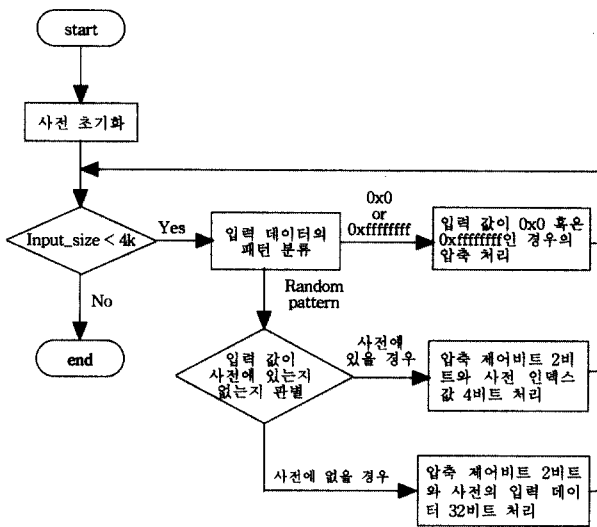 start
사전 초기화
Input_size < 4k
Yes
입력 데이터의
패턴 분류
0x0
or
0xffffffff
입력 값이 0x0 혹은
0xffffffff인 경우의
압축 처리
No
Random
pattern
end
입력 값이
사전에 있는지
없는지 판별
사전에
있을 경우
압축 제어비트 2비
트와 사전 인덱스
값 4비트 처리
사전에 없을 경우
압축 제어비트 2비트
와 사전의 입력 데이
터 32비트 처리